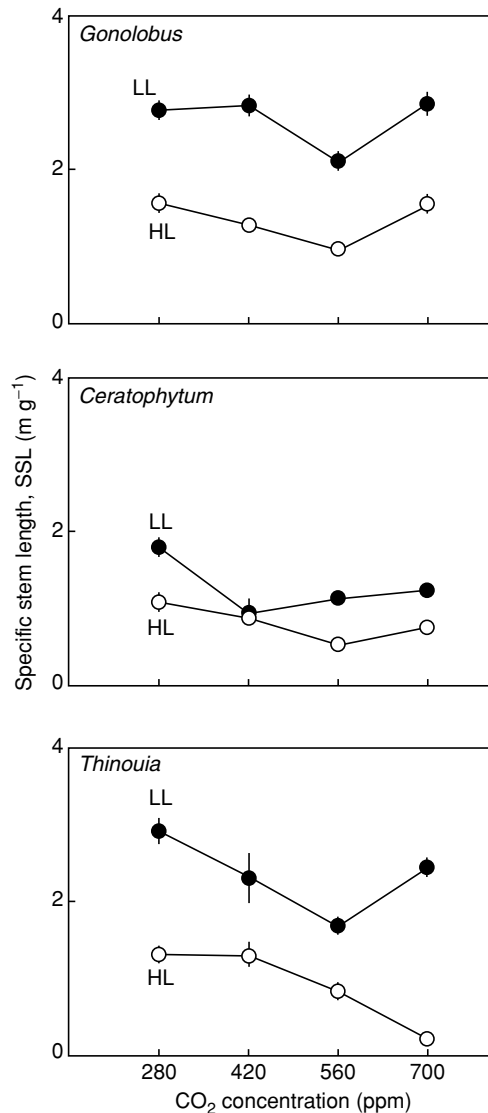 4
Gonolobus
LL
2
HL
0
4
Ceratophytum
LL
2
HL
0
4
Thinouia
LL
2
HL
0
280 420 560 700
CO₂ concentration (ppm)
Specific stem length, SSL (m g⁻¹)